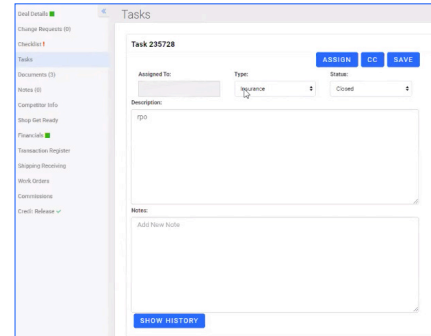 Deal Details
«
Tasks
Change Requests (0)
Checklist 1
Tasks
Documents (3)
Notes (0)
Competitor Info
Shop Get Ready
Financials
Transaction Register
Shipping Receiving
Work Orders
Commissions
Credit Release ✓
Task 235728
ASSIGN CC SAVE
Assigned To: Type: Status:
Insurance Closed
Description:
rpo
Notes:
Add New Note
SHOW HISTORY